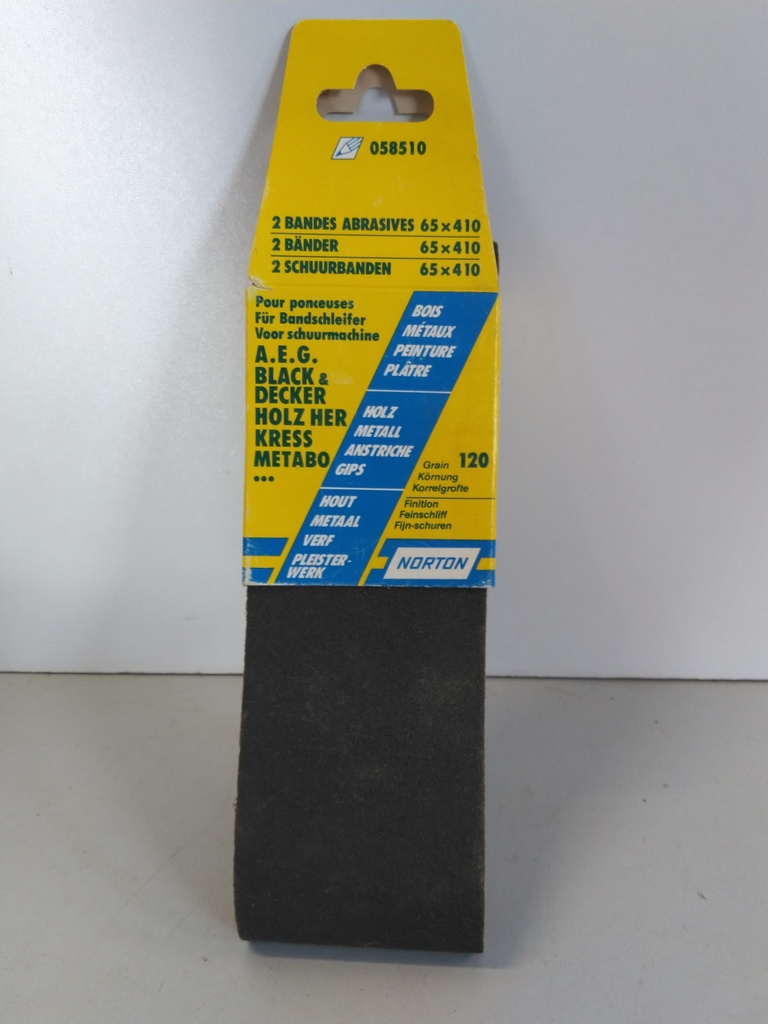 058510
2 BANDES ABRASIVES 65 x 410
2 BÄNDER 65 x 410
2 SCHUURBANDEN 65 x 410
Pour ponceuses
Für Bandschleifer
Voor schuurmachine
A.E.G.
BLACK &
DECKER
HOLZ HER
KRESS
METABO
...
BOIS
MÉTAUX
PEINTURE
PLÂTRE
HOLZ
METALL
ANSTRICHE
GIPS
HOUT
METAAL
VERF
PLEISTER-
WERK
Grain 120
Körnung
Korrelgrofte
Finition
Feinschliff
Fijn-schuren
NORTON